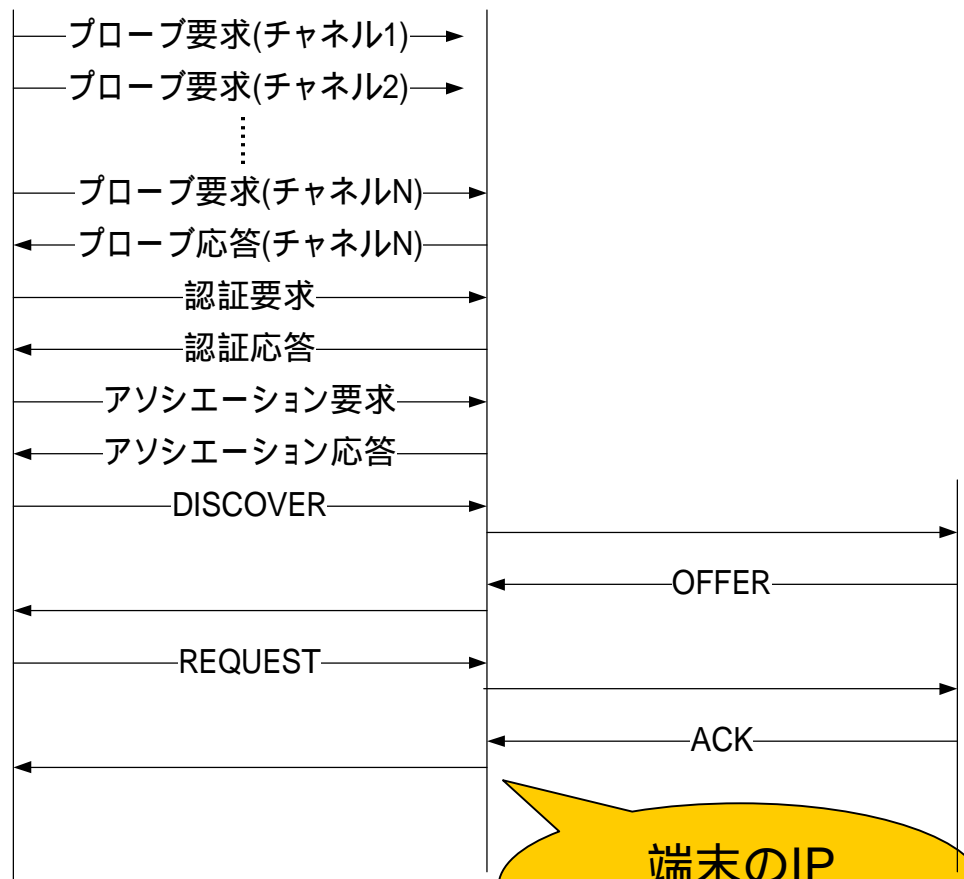 プローブ要求(チャネル1)
プローブ要求(チャネル2)
プローブ要求(チャネルN)
プローブ応答(チャネルN)
認証要求
認証応答
アソシエーション要求
アソシエーション応答
DISCOVER
OFFER
REQUEST
ACK
端末のIP